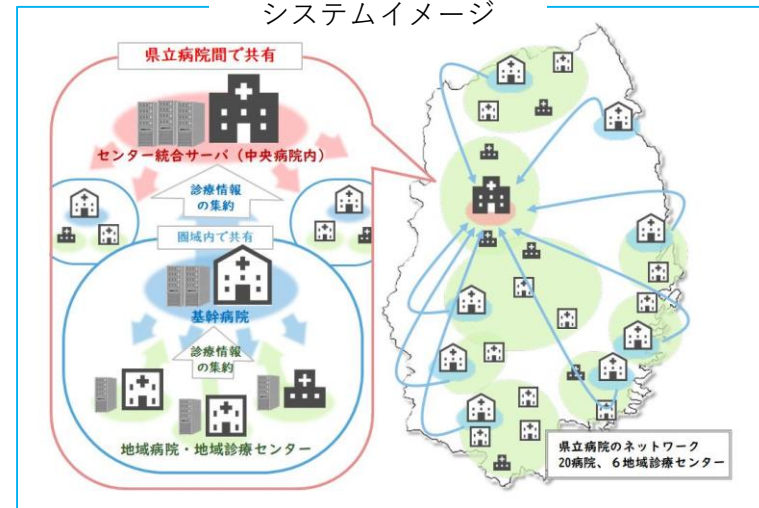 システムイメージ
県立病院間で共有
センター統合サーバ（中央病院内）
診療情報
の集約
圏域内で共有
基幹病院
診療情報
の集約
地域病院・地域診療センター
県立病院のネットワーク
20病院、６地域診療センター